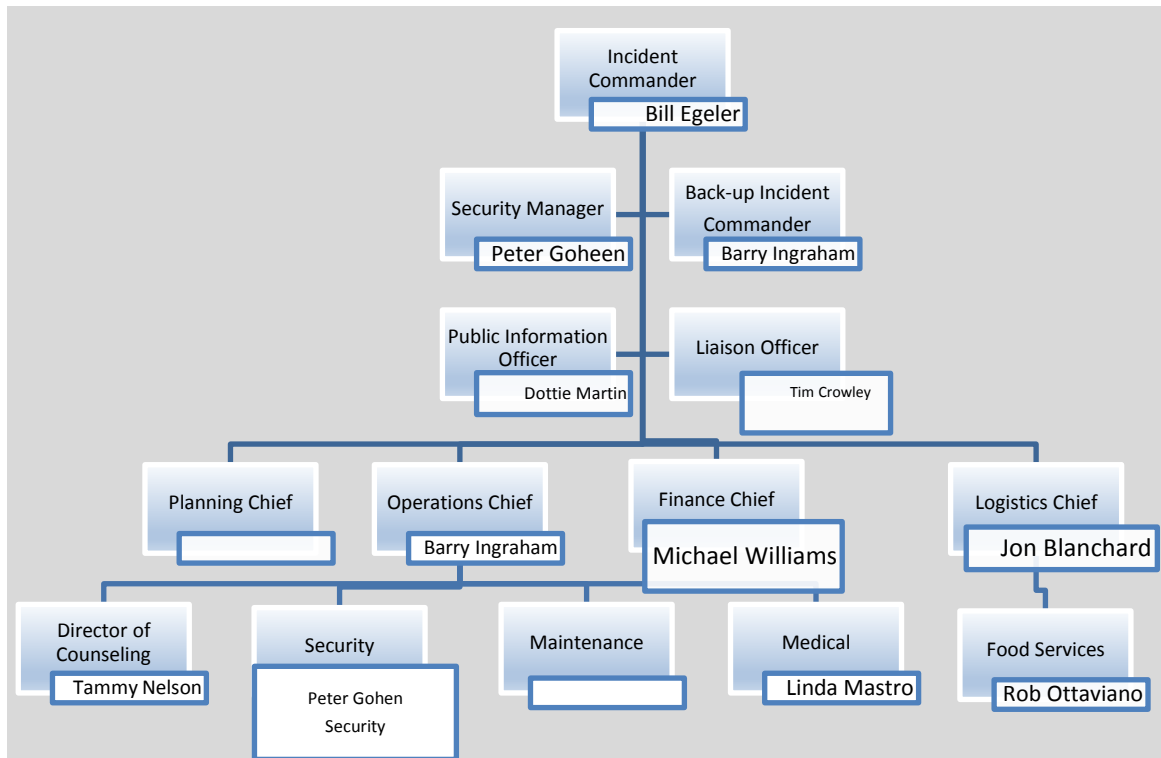 Incident
Commander
Bill Egeler
Security Manager
Peter Goheen
Back-up Incident
Commander
Barry Ingraham
Public Information
Officer
Dottie Martin
Liaison Officer
Tim Crowley
Planning Chief
Operations Chief
Barry Ingraham
Finance Chief
Michael Williams
Logistics Chief
Jon Blanchard
Director of
Counseling
Tammy Nelson
Security
Peter Gohen
Security
Maintenance
Medical
Linda Mastro
Food Services
Rob Ottaviano